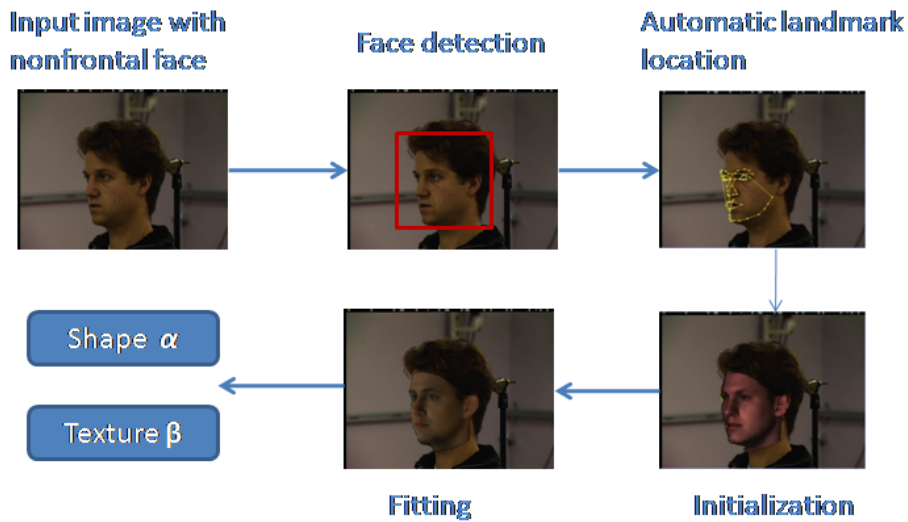 Input image with
nonfrontal face
Face detection
Automatic landmark
location
Shape α
Texture β
Fitting
Initialization